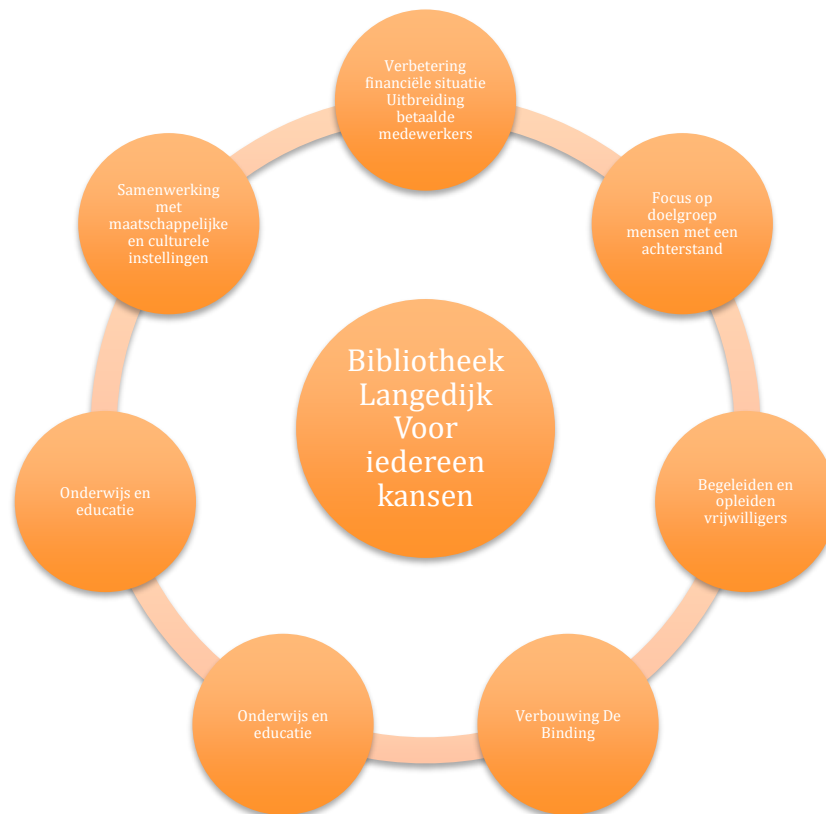 Verbetering
financiële situatie
Uitbreiding
betaalde
medewerkers
Focus op
doelgroep
mensen met een
achterstand
Begeleiden en
opleiden
vrijwilligers
Verbouwing De
Binding
Onderwijs en
educatie
Onderwijs en
educatie
Samenwerking
met
maatschappelijke
en culturele
instellingen
Bibliotheek
Langedijk
Voor
iedereen
kansen